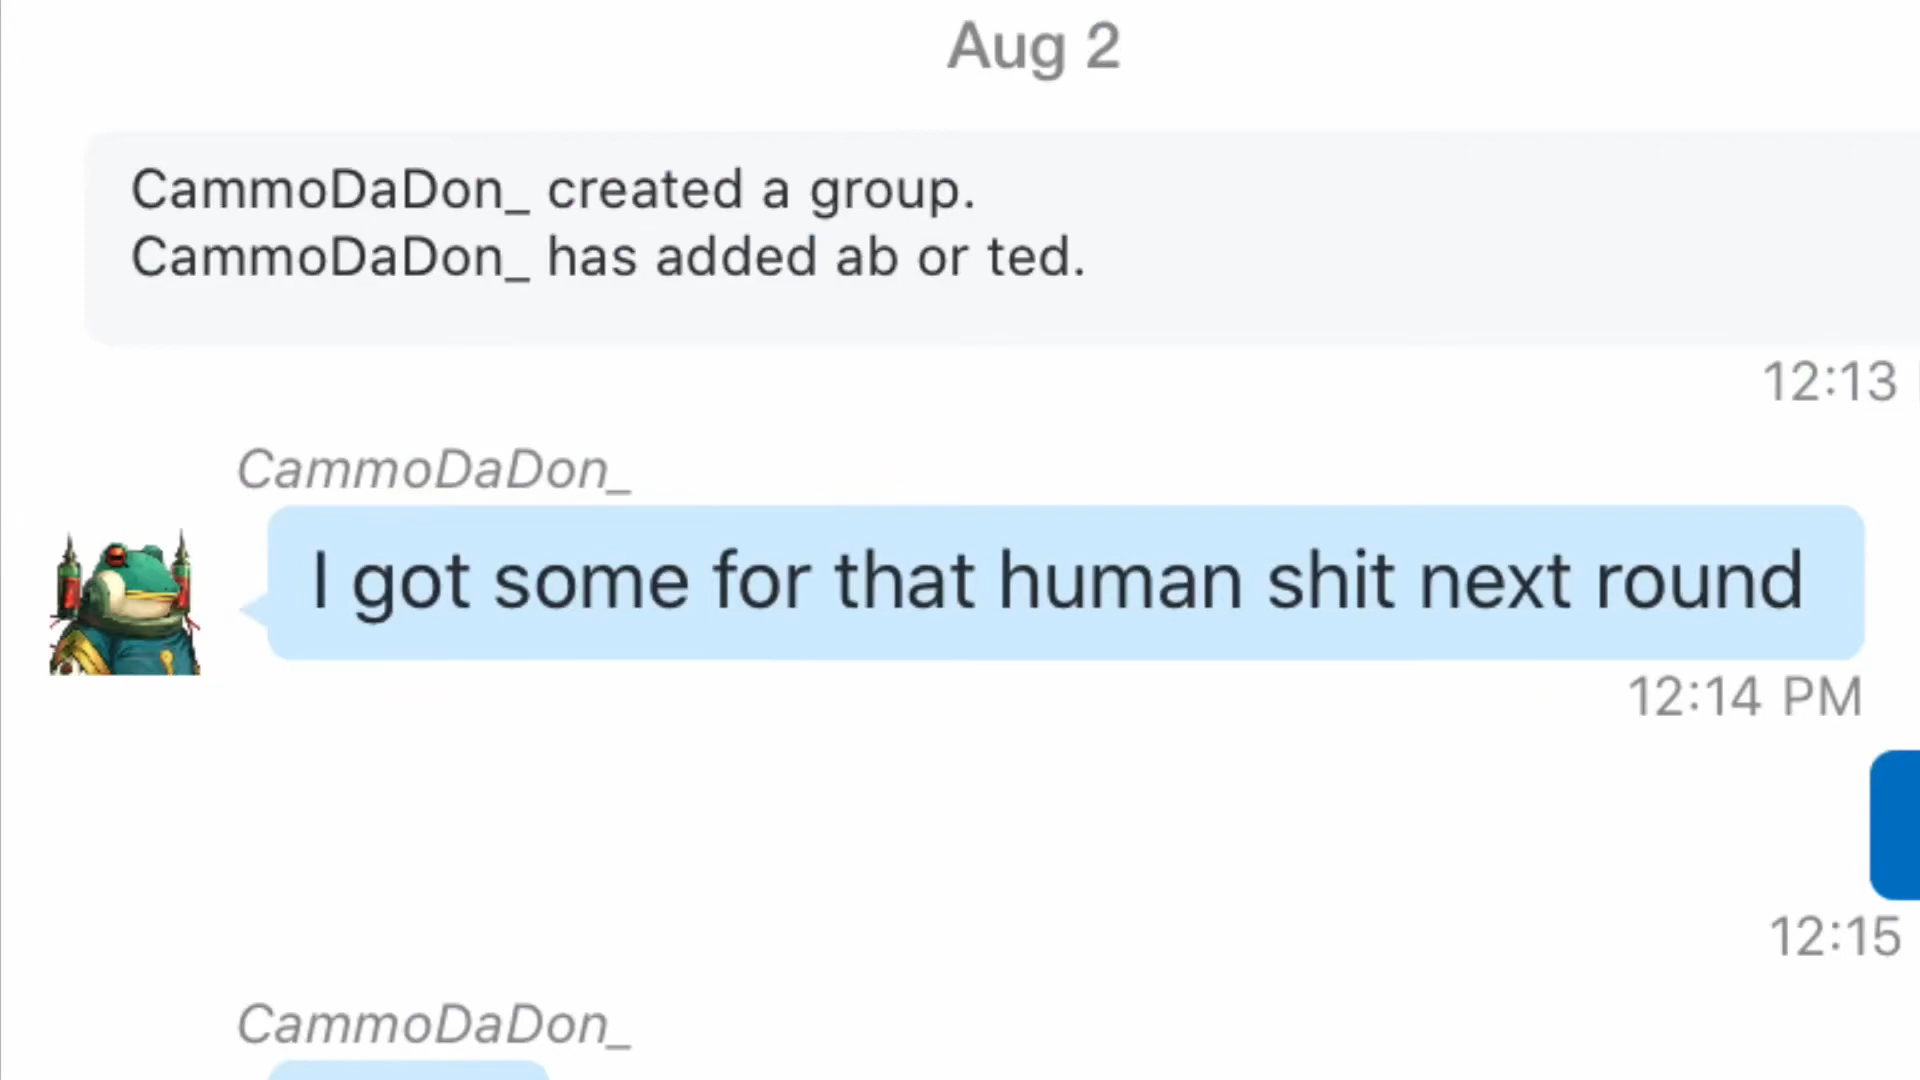 Aug 2
CammoDaDon_ created a group.
CammoDaDon_ has added ab or ted.
12:13
CammoDaDon_
I got some for that human shit next round
12:14 PM
12:15
CammoDaDon_